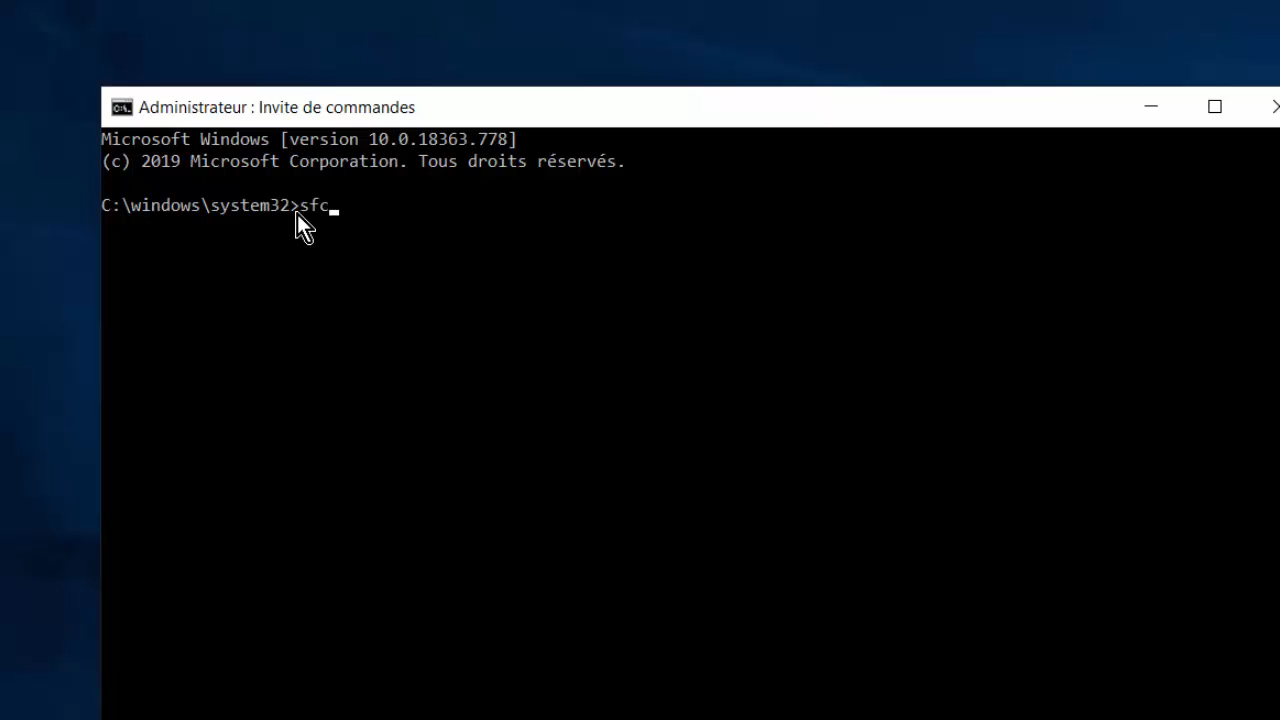 Administrateur : Invite de commandes
Microsoft Windows [version 10.0.18363.778]
(c) 2019 Microsoft Corporation. Tous droits réservés.
C:\windows\system32>sfc